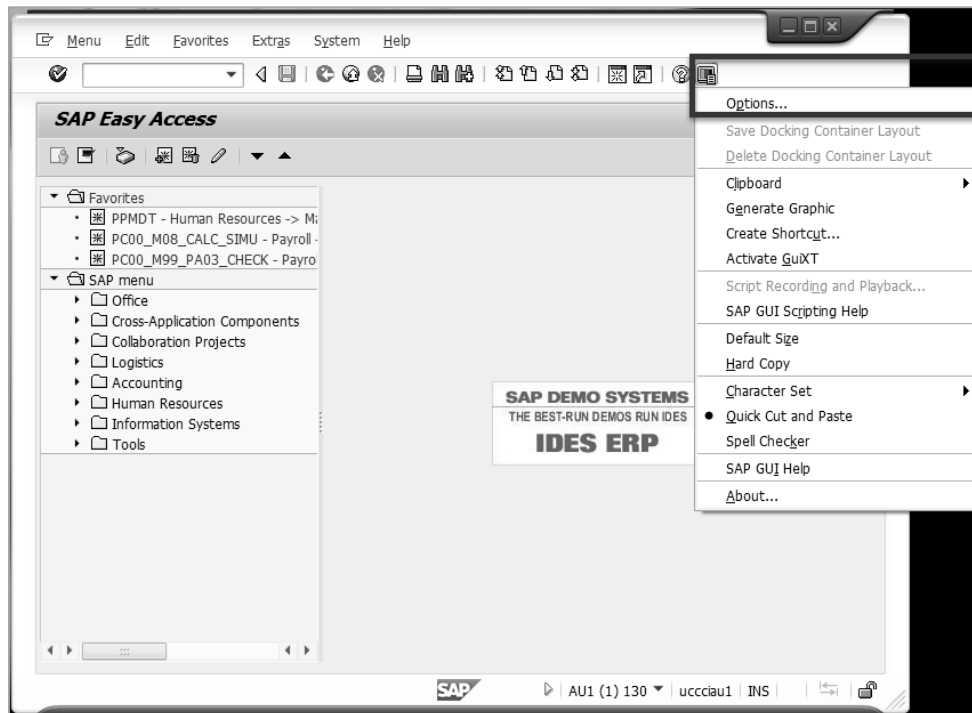 Menu Edit Favorites Extras System Help
SAP Easy Access
Favorites
PPMDT - Human Resources -> Ma
PC00_M08_CALC_SIMU - Payroll -
PC00_M99_PA03_CHECK - Payro
SAP menu
Office
Cross-Application Components
Collaboration Projects
Logistics
Accounting
Human Resources
Information Systems
Tools
SAP DEMO SYSTEMS
THE BEST-RUN DEMOS RUN IDES
IDES ERP
Options...
Save Docking Container Layout
Delete Docking Container Layout
Clipboard
Generate Graphic
Create Shortcut...
Activate GuiXT
Script Recording and Playback...
SAP GUI Scripting Help
Default Size
Hard Copy
Character Set
Quick Cut and Paste
Spell Checker
SAP GUI Help
About...
SAP AU1 (1) 130 uccciau1 INS